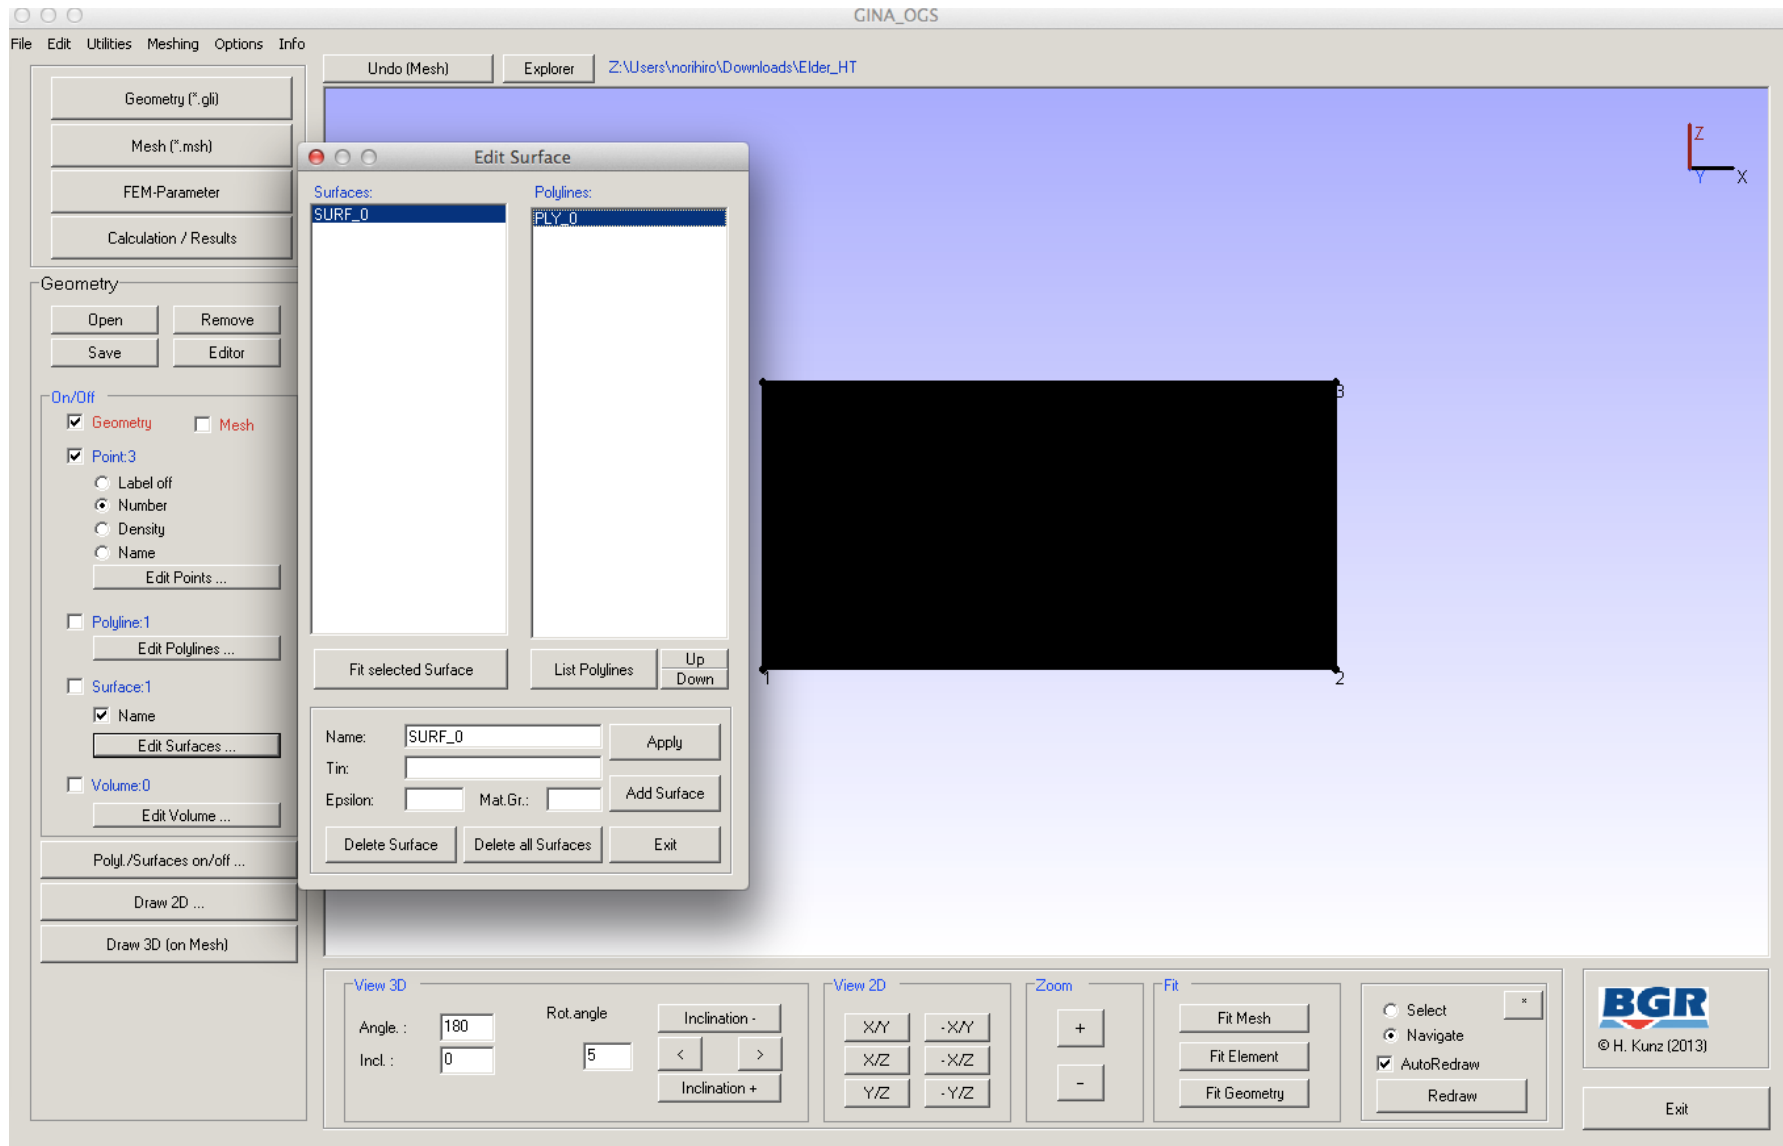 GINA_OGS
File Edit Utilities Meshing Options Info
Undo (Mesh) Explorer Z:\Users\norihiro\Downloads\Elder_HT
Geometry (*.gli)
Mesh (*.msh)
FEM-Parameter
Calculation / Results
Geometry
Open Remove
Save Editor
On/Off
Geometry Mesh
Point:3
Label off
Number
Density
Name
Edit Points ...
Polyline:1
Edit Polylines ...
Surface:1
Name
Edit Surfaces ...
Volume:0
Edit Volume ...
Polyl./Surfaces on/off ...
Draw 2D ...
Draw 3D (on Mesh)
Edit Surface
Surfaces: Polylines:
SURF_0 PLY_0
Fit selected Surface List Polylines Up
Down
Name: SURF_0 Apply
Tin:
Epsilon: Mat.Gr.: Add Surface
Delete Surface Delete all Surfaces Exit
Z
Y X
3
1 2
View 3D
Angle. : 180 Rot.angle Inclination -
Incl. : 0 5 < >
Inclination +
View 2D
X/Y -X/Y
X/Z -X/Z
Y/Z -Y/Z
Zoom
+
-
Fit
Fit Mesh
Fit Element
Fit Geometry
Select *
Navigate
AutoRedraw
Redraw
BGR
© H. Kunz (2013)
Exit